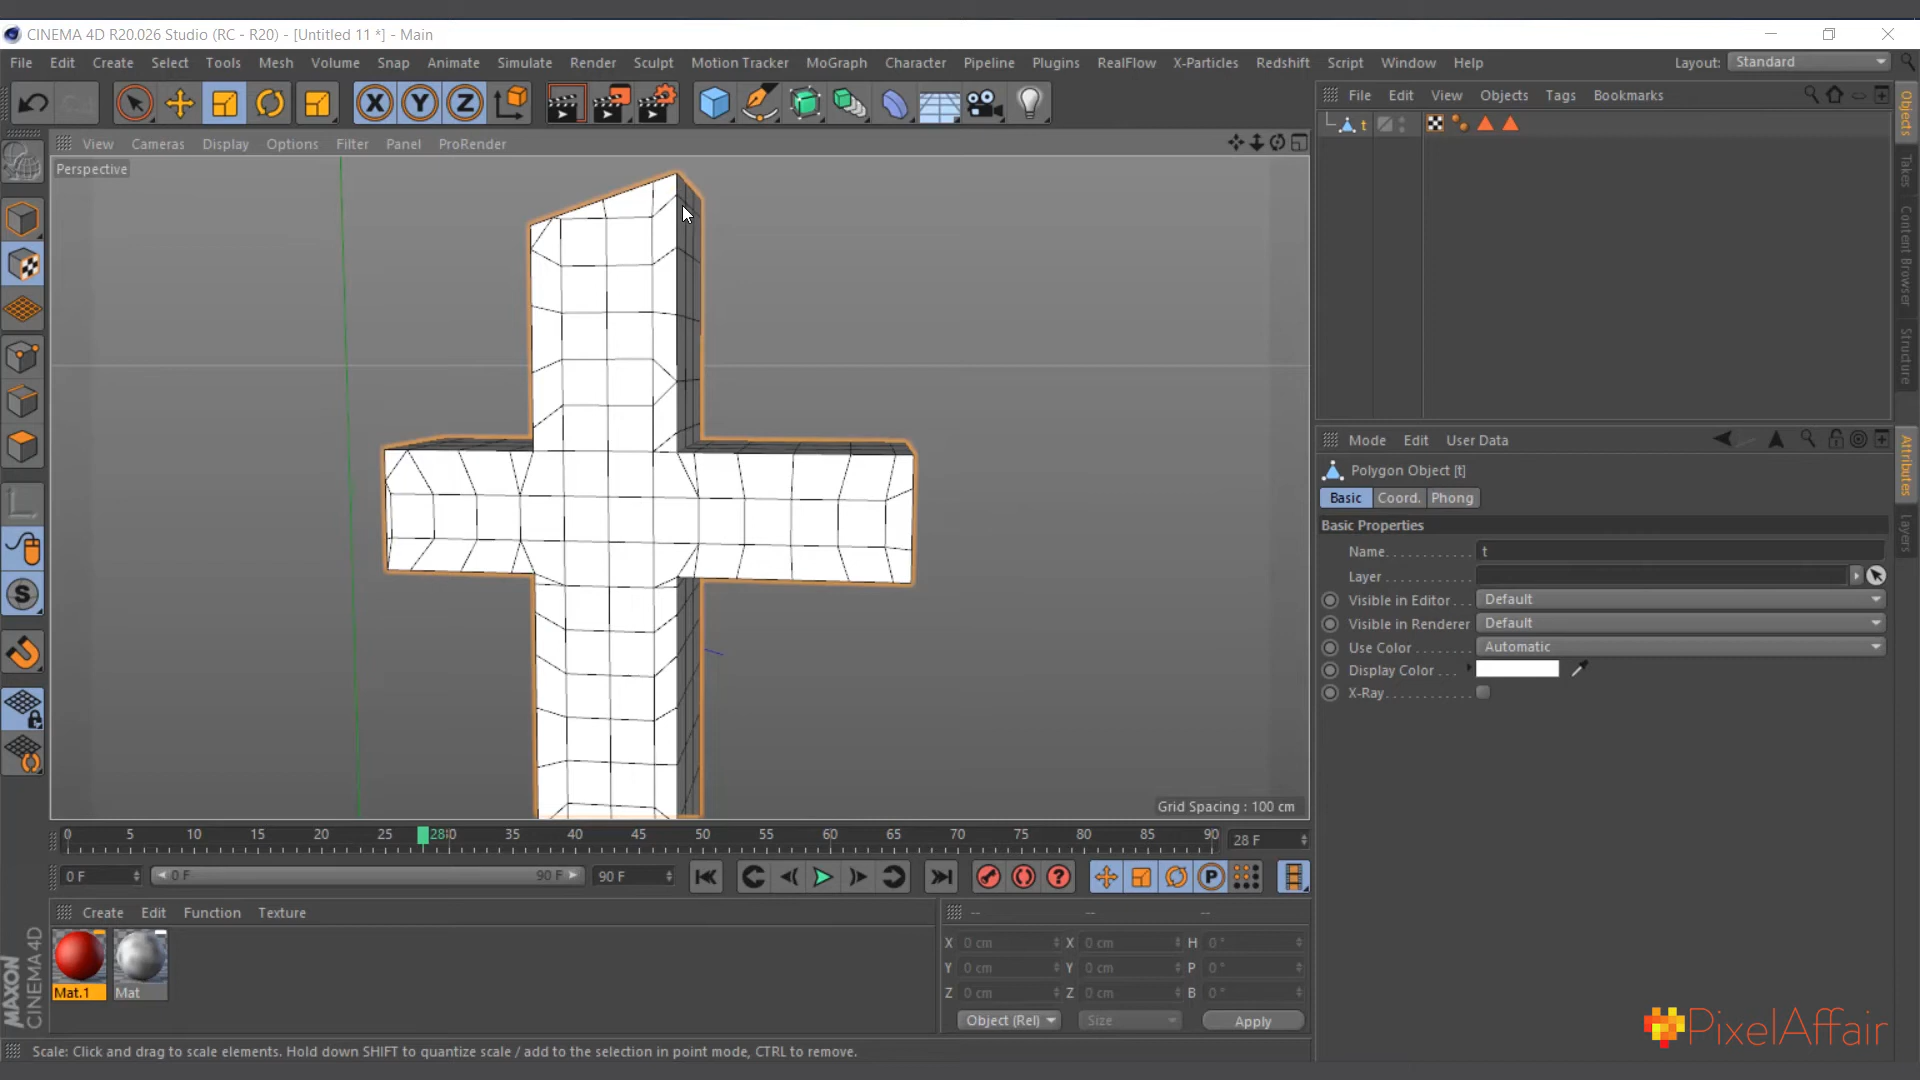 CINEMA 4D R20.026 Studio (RC - R20) - [Untitled 11 *] - Main
File Edit Create Select Tools Mesh Volume Snap Animate Simulate Render Sculpt Motion Tracker MoGraph Character Pipeline Plugins RealFlow X-Particles Redshift Script Window Help Layout: Standard
X Y Z
File Edit View Objects Tags Bookmarks
t
View Cameras Display Options Filter Panel ProRender
Perspective
Objects
Takes
Content Browser
Structure
Mode Edit User Data
Polygon Object [t]
Basic Coord. Phong
Basic Properties
Name t
Layer
Visible in Editor Default
Visible in Renderer Default
Use Color Automatic
Display Color
X-Ray
Attributes
Layers
S
Grid Spacing : 100 cm
0 5 10 15 20 25 28 35 40 45 50 55 60 65 70 75 80 85 90 28 F
0 F 0 F 90 F 90 F ? P
Create Edit Function Texture
Mat.1 Mat
-- -- --
X 0 cm X 0 cm H 0 °
Y 0 cm Y 0 cm P 0 °
Z 0 cm Z 0 cm B 0 °
Object (Rel) Size Apply
MAXON
CINEMA 4D
PixelAffair
Scale: Click and drag to scale elements. Hold down SHIFT to quantize scale / add to the selection in point mode, CTRL to remove.